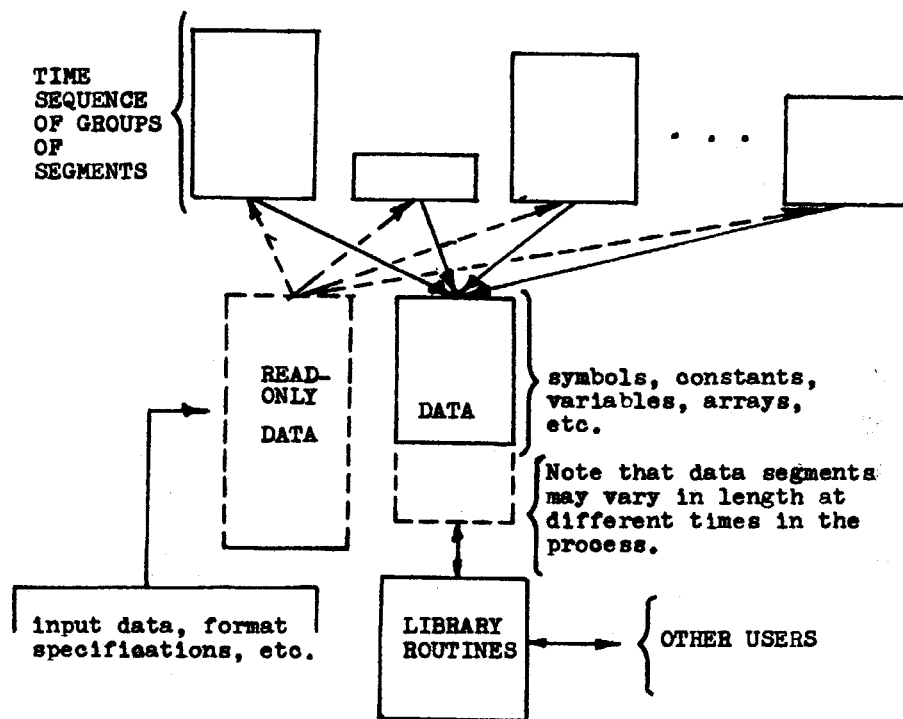 TIME
SEQUENCE
OF GROUPS
OF
SEGMENTS
. . .
READ-
ONLY
DATA
DATA
symbols, constants,
variables, arrays,
etc.
Note that data segments
may vary in length at
different times in the
process.
input data, format
specifications, etc.
LIBRARY
ROUTINES
OTHER USERS